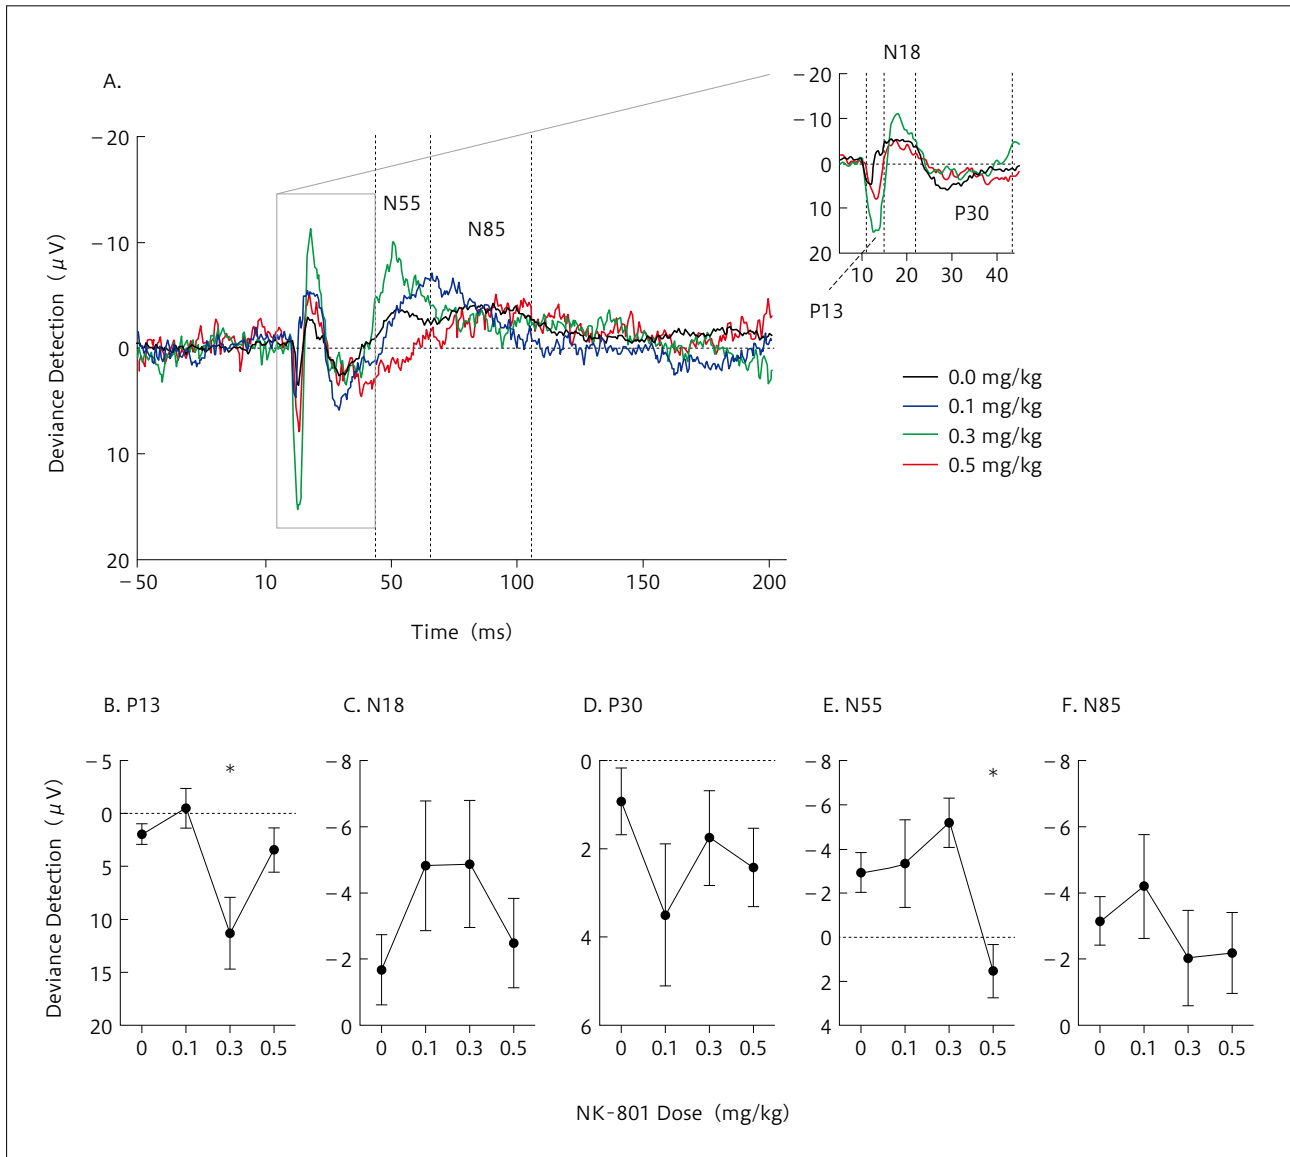 A.
N18
−20
−10
0
10
20
10 20 30 40
P30
P13
−20
−10
0
10
20
N55
N85
−50 10 50 100 150 200
Deviance Detection (μV)
Time (ms)
0.0 mg/kg
0.1 mg/kg
0.3 mg/kg
0.5 mg/kg
B. P13
−5
0
5
10
15
20
0 0.1 0.3 0.5
*
Deviance Detection (μV)
C. N18
−8
−6
−4
−2
0
0 0.1 0.3 0.5
D. P30
0
2
4
6
0 0.1 0.3 0.5
E. N55
−8
−6
−4
−2
0
2
4
0 0.1 0.3 0.5
*
F. N85
−8
−6
−4
−2
0
0 0.1 0.3 0.5
NK-801 Dose (mg/kg)